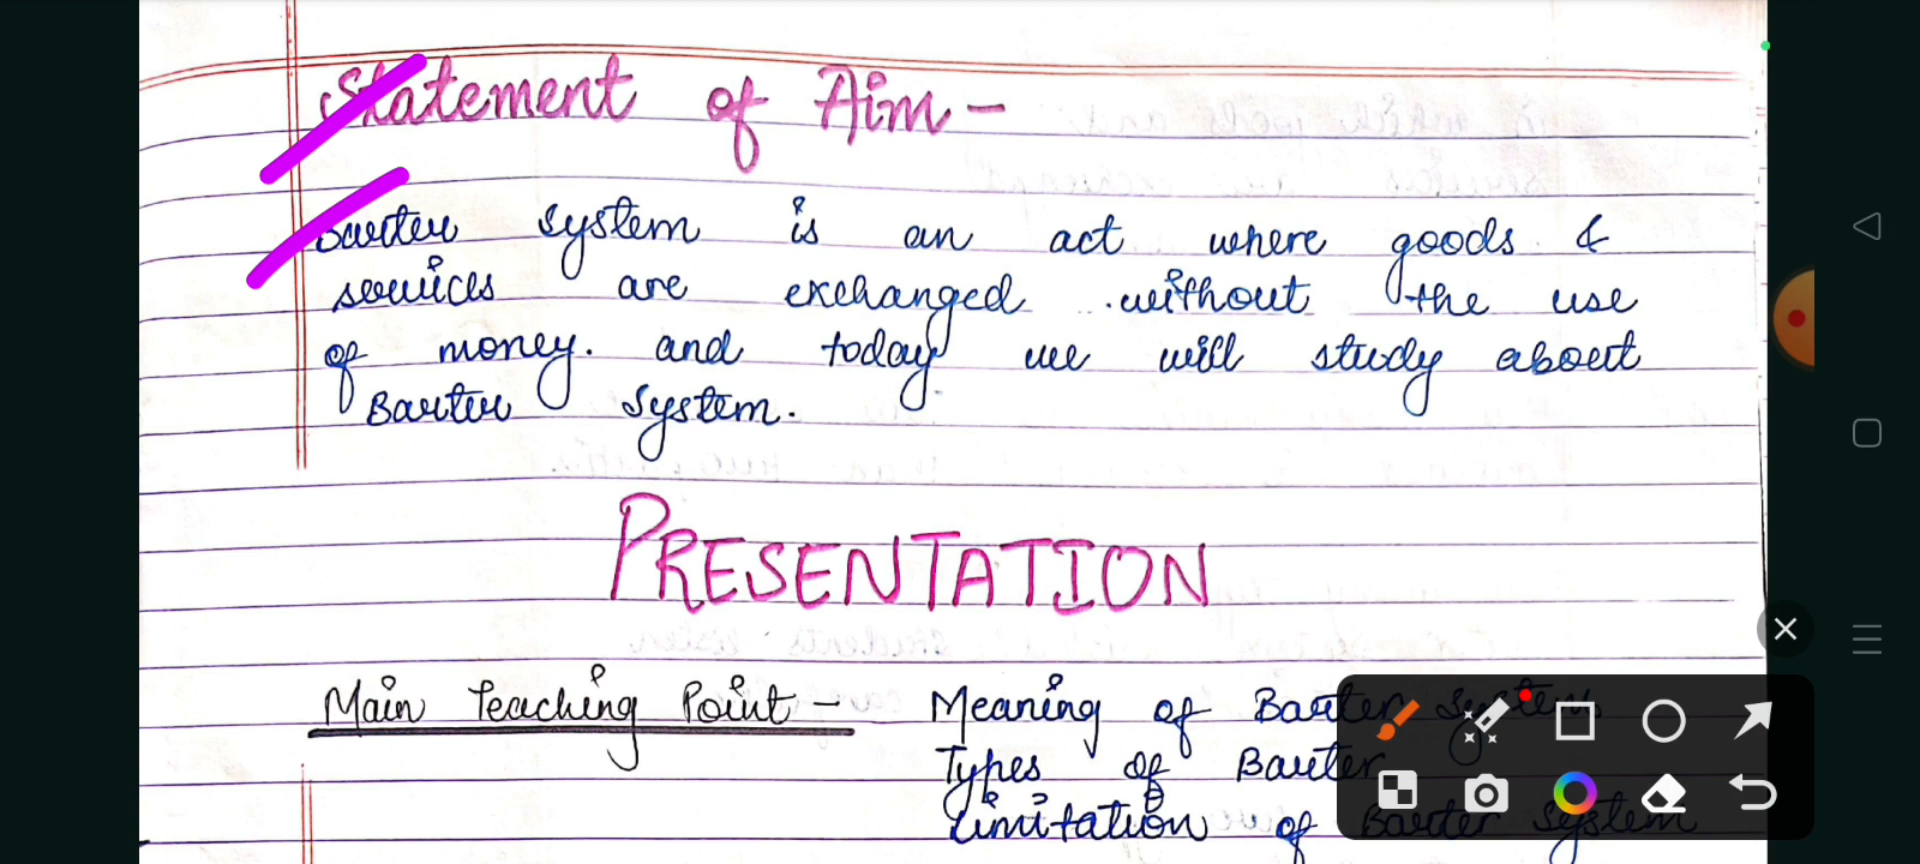 Statement of Aim -
Barter system is an act where goods &
services are exchanged without the use
of money. and today we will study about
Barter System.
PRESENTATION
Main Teaching Point - Meaning of Barter System
Types of Barter
Limitation of Barter System